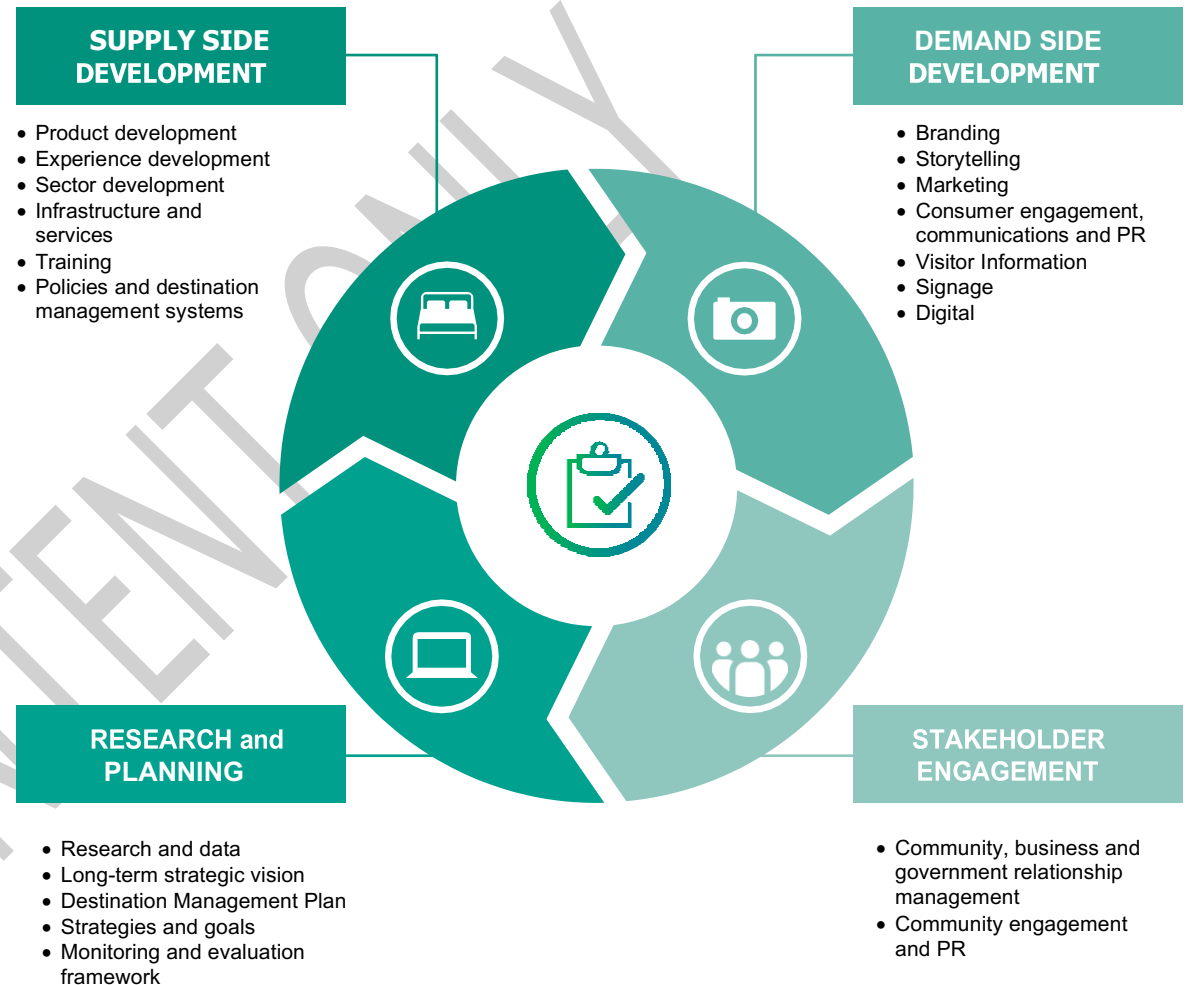 SUPPLY SIDE
DEVELOPMENT
• Product development
• Experience development
• Sector development
• Infrastructure and
services
• Training
• Policies and destination
management systems
DEMAND SIDE
DEVELOPMENT
• Branding
• Storytelling
• Marketing
• Consumer engagement,
communications and PR
• Visitor Information
• Signage
• Digital
RESEARCH and
PLANNING
• Research and data
• Long-term strategic vision
• Destination Management Plan
• Strategies and goals
• Monitoring and evaluation
framework
STAKEHOLDER
ENGAGEMENT
• Community, business and
government relationship
management
• Community engagement
and PR
ONLY